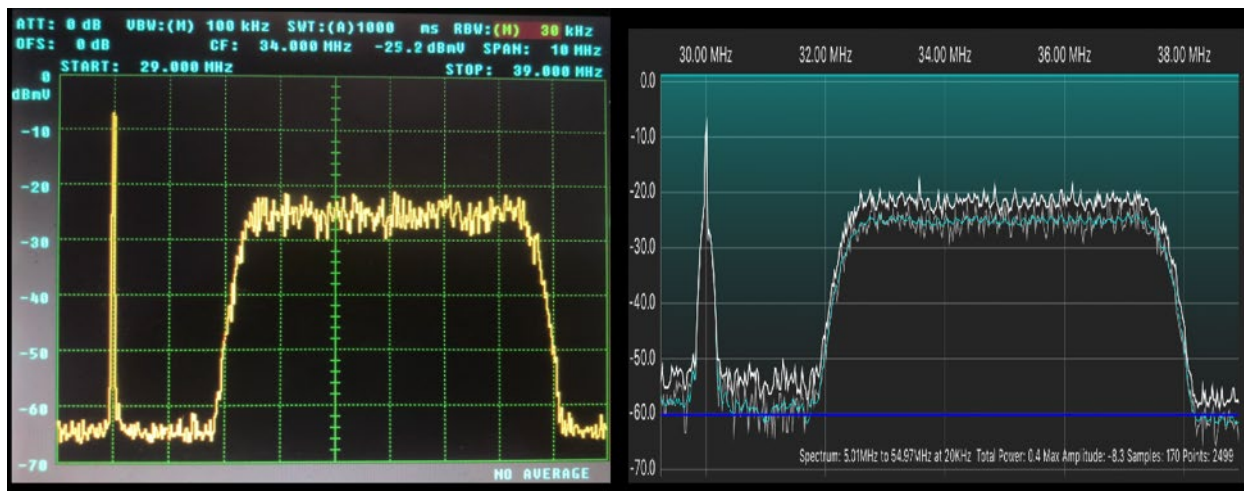 ATT: 0 dB VBW:(M) 100 kHz SWT:(A)1000 ms RBW:(M) 30 kHz
OFS: 0 dB CF: 34.000 MHz -25.2 dBmV SPAN: 10 MHz
START: 29.000 MHz STOP: 39.000 MHz
0
dBmV
-10
-20
-30
-40
-50
-60
-70
NO AVERAGE
30.00 MHz 32.00 MHz 34.00 MHz 36.00 MHz 38.00 MHz
0.0
-10.0
-20.0
-30.0
-40.0
-50.0
-60.0
-70.0
Spectrum: 5.01MHz to 54.97MHz at 20KHz Total Power: 0.4 Max Amplitude: -8.3 Samples: 170 Points: 2499